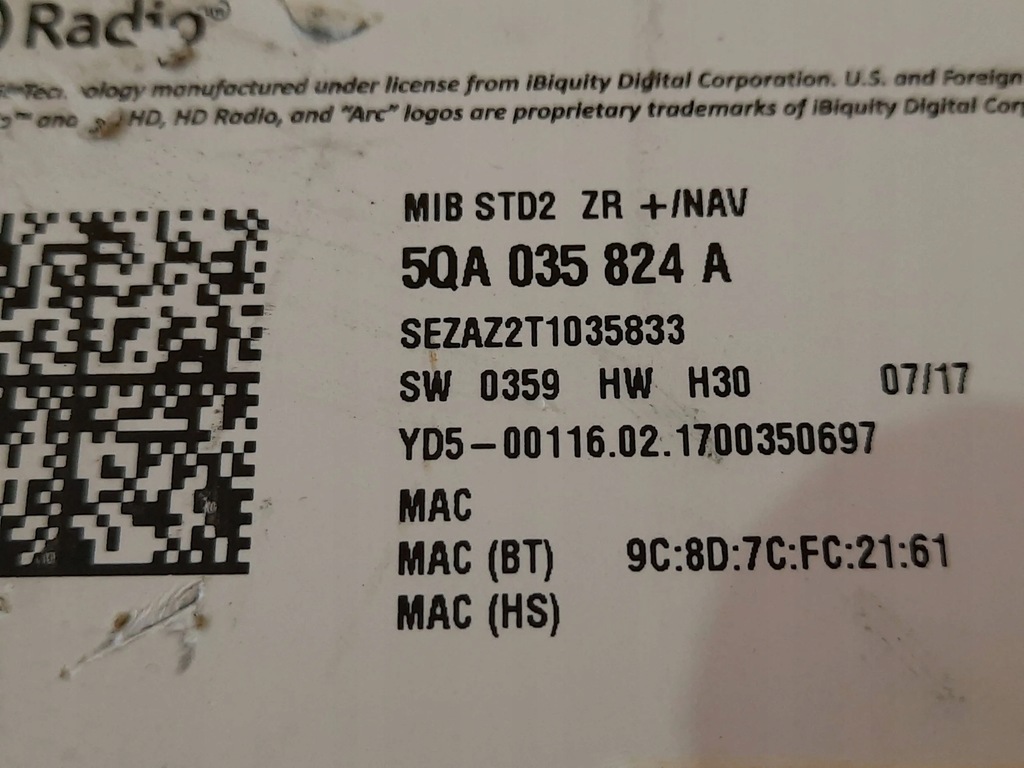 Radio
manufactured under license from iBiquity Digital Corporation. U.S. and Foreign
HD, HD Radio, and "Arc" logos are proprietary trademarks of iBiquity Digital
MIB STD2 ZR +/NAV
5QA 035 824 A
SEZAZ2T1035833
SW 0359 HW H30 07/17
YD5-00116.02.1700350697
MAC
MAC (BT) 9C:8D:7C:FC:21:61
MAC (HS)